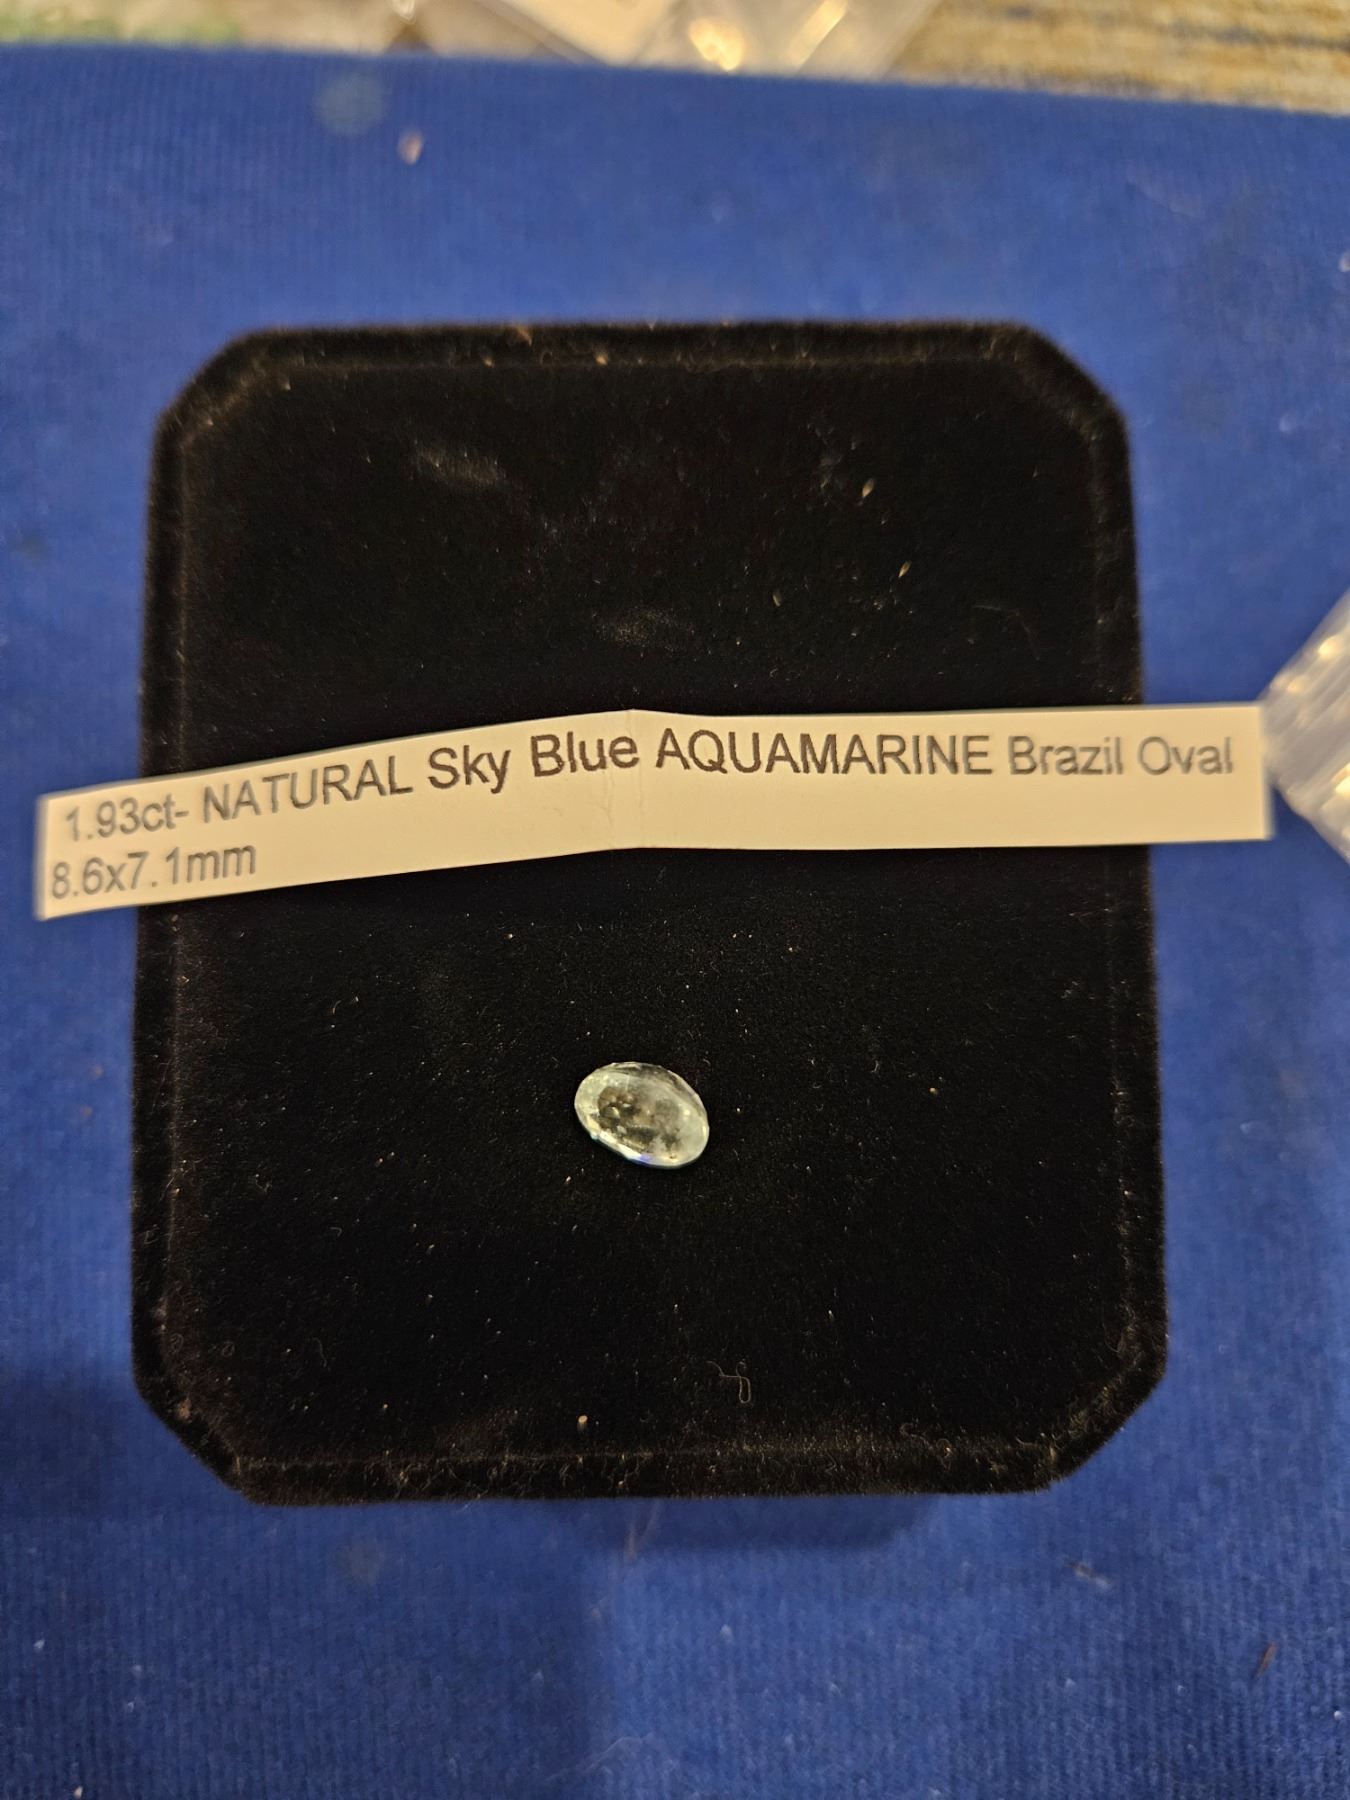 1.93ct- NATURAL Sky Blue AQUAMARINE Brazil Oval
8.6x7.1mm